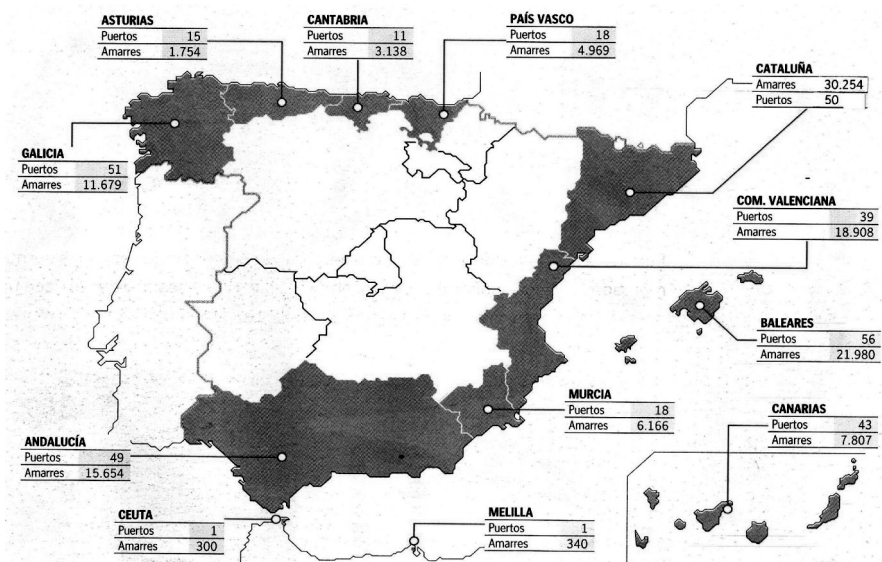 ASTURIAS
Puertos 15
Amarres 1.754
CANTABRIA
Puertos 11
Amarres 3.138
PAÍS VASCO
Puertos 18
Amarres 4.969
CATALUÑA
Amarres 30.254
Puertos 50
GALICIA
Puertos 51
Amarres 11.679
COM. VALENCIANA
Puertos 39
Amarres 18.908
BALEARES
Puertos 56
Amarres 21.980
MURCIA
Puertos 18
Amarres 6.166
CANARIAS
Puertos 43
Amarres 7.807
ANDALUCÍA
Puertos 49
Amarres 15.654
CEUTA
Puertos 1
Amarres 300
MELILLA
Puertos 1
Amarres 340